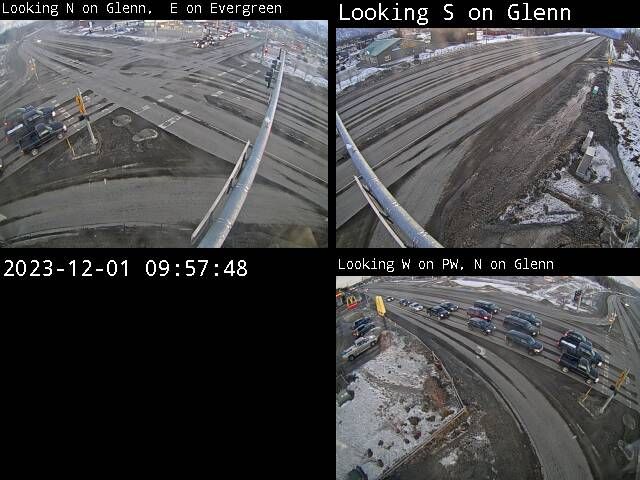 Looking N on Glenn,  E on Evergreen
Looking S on Glenn
2023-12-01 09:57:48
Looking W on PW, N on Glenn